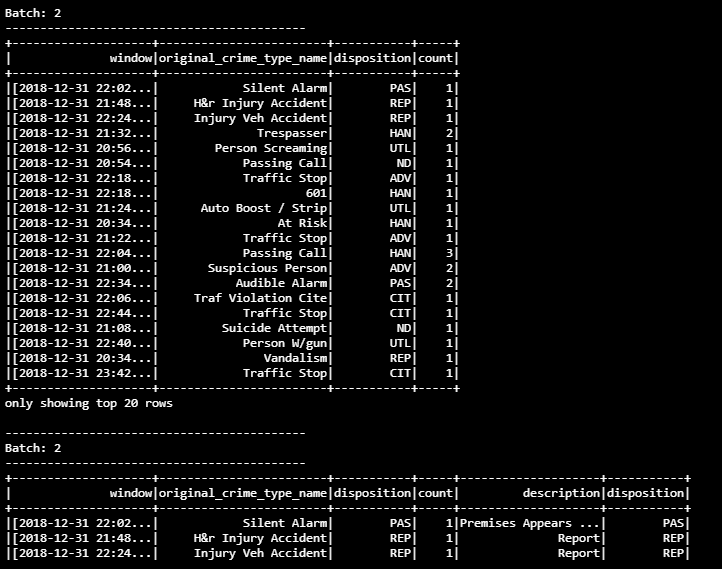 Batch: 2
-------------------------------------------
+--------------------+------------------------+-----------+-----+
|              window|original_crime_type_name|disposition|count|
+--------------------+------------------------+-----------+-----+
|[2018-12-31 22:02...|            Silent Alarm|        PAS|    1|
|[2018-12-31 21:48...|     H&r Injury Accident|        REP|    1|
|[2018-12-31 22:24...|     Injury Veh Accident|        REP|    1|
|[2018-12-31 21:32...|              Trespasser|        HAN|    2|
|[2018-12-31 20:56...|        Person Screaming|        UTL|    1|
|[2018-12-31 20:54...|            Passing Call|         ND|    1|
|[2018-12-31 22:18...|            Traffic Stop|        ADV|    1|
|[2018-12-31 22:18...|                     601|        HAN|    1|
|[2018-12-31 21:24...|      Auto Boost / Strip|        UTL|    1|
|[2018-12-31 20:34...|                 At Risk|        HAN|    1|
|[2018-12-31 21:22...|            Traffic Stop|        ADV|    1|
|[2018-12-31 22:04...|            Passing Call|        HAN|    3|
|[2018-12-31 21:00...|       Suspicious Person|        ADV|    2|
|[2018-12-31 22:34...|           Audible Alarm|        PAS|    2|
|[2018-12-31 22:06...|     Traf Violation Cite|        CIT|    1|
|[2018-12-31 22:44...|            Traffic Stop|        CIT|    1|
|[2018-12-31 21:08...|         Suicide Attempt|         ND|    1|
|[2018-12-31 22:40...|            Person W/gun|        UTL|    1|
|[2018-12-31 20:34...|               Vandalism|        REP|    1|
|[2018-12-31 23:42...|            Traffic Stop|        CIT|    1|
+--------------------+------------------------+-----------+-----+
only showing top 20 rows
-------------------------------------------
Batch: 2
-------------------------------------------
+--------------------+------------------------+-----------+-----+--------------------+-----------+
|              window|original_crime_type_name|disposition|count|         description|disposition|
+--------------------+------------------------+-----------+-----+--------------------+-----------+
|[2018-12-31 22:02...|            Silent Alarm|        PAS|    1|Premises Appears ...|        PAS|
|[2018-12-31 21:48...|     H&r Injury Accident|        REP|    1|              Report|        REP|
|[2018-12-31 22:24...|     Injury Veh Accident|        REP|    1|              Report|        REP|